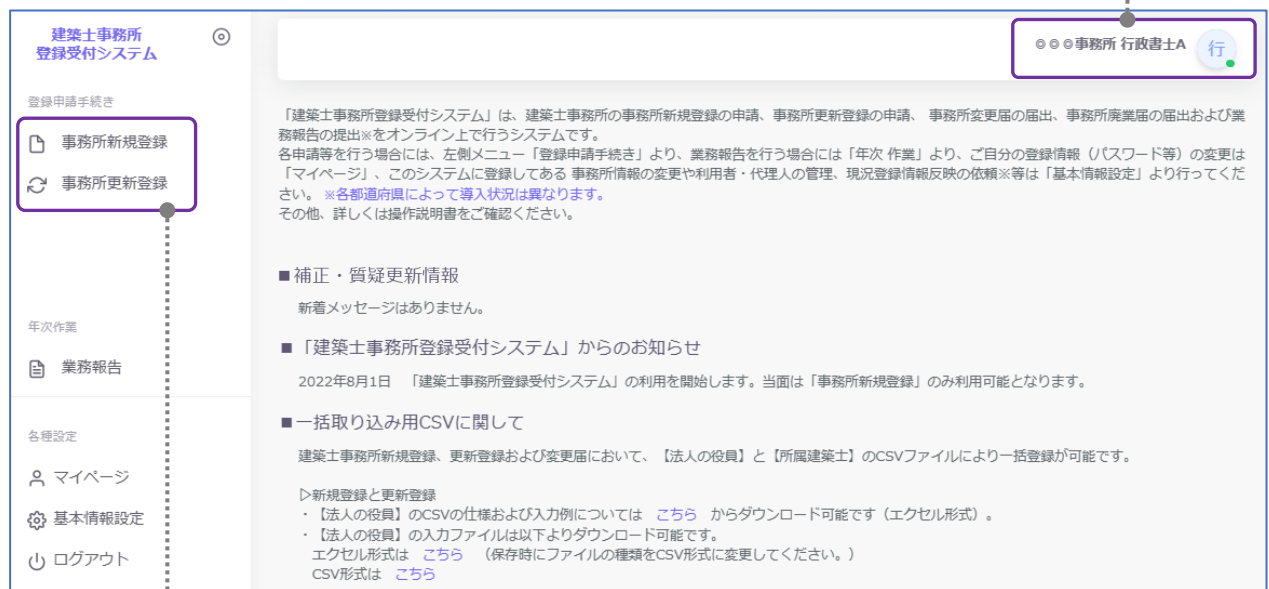 建築士事務所
登録受付システム
登録申請手続き
事務所新規登録
事務所更新登録
年次作業
業務報告
各種設定
マイページ
基本情報設定
ログアウト
◎◎◎事務所 行政書士A
行
「建築士事務所登録受付システム」は、建築士事務所の事務所新規登録の申請、事務所更新登録の申請、 事務所変更届の届出、事務所廃業届の届出および業
務報告の提出※をオンライン上で行うシステムです。
各申請等を行う場合には、左側メニュー「登録申請手続き」より、業務報告を行う場合には「年次 作業」より、ご自分の登録情報（パスワード等）の変更は
「マイページ」、このシステムに登録してある 事務所情報の変更や利用者・代理人の管理、現況登録情報反映の依頼※等は「基本情報設定」より行ってくだ
さい。 ※各都道府県によって導入状況は異なります。
その他、詳しくは操作説明書をご確認ください。
■補正・質疑更新情報
新着メッセージはありません。
■「建築士事務所登録受付システム」からのお知らせ
2022年8月1日 「建築士事務所登録受付システム」の利用を開始します。当面は「事務所新規登録」のみ利用可能となります。
■一括取り込み用CSVに関して
建築士事務所新規登録、更新登録および変更届において、【法人の役員】と【所属建築士】のCSVファイルにより一括登録が可能です。
▷新規登録と更新登録
・【法人の役員】のCSVの仕様および入力例については こちら からダウンロード可能です（エクセル形式）。
・【法人の役員】の入力ファイルは以下よりダウンロード可能です。
エクセル形式は こちら （保存時にファイルの種類をCSV形式に変更してください。）
CSV形式は こちら